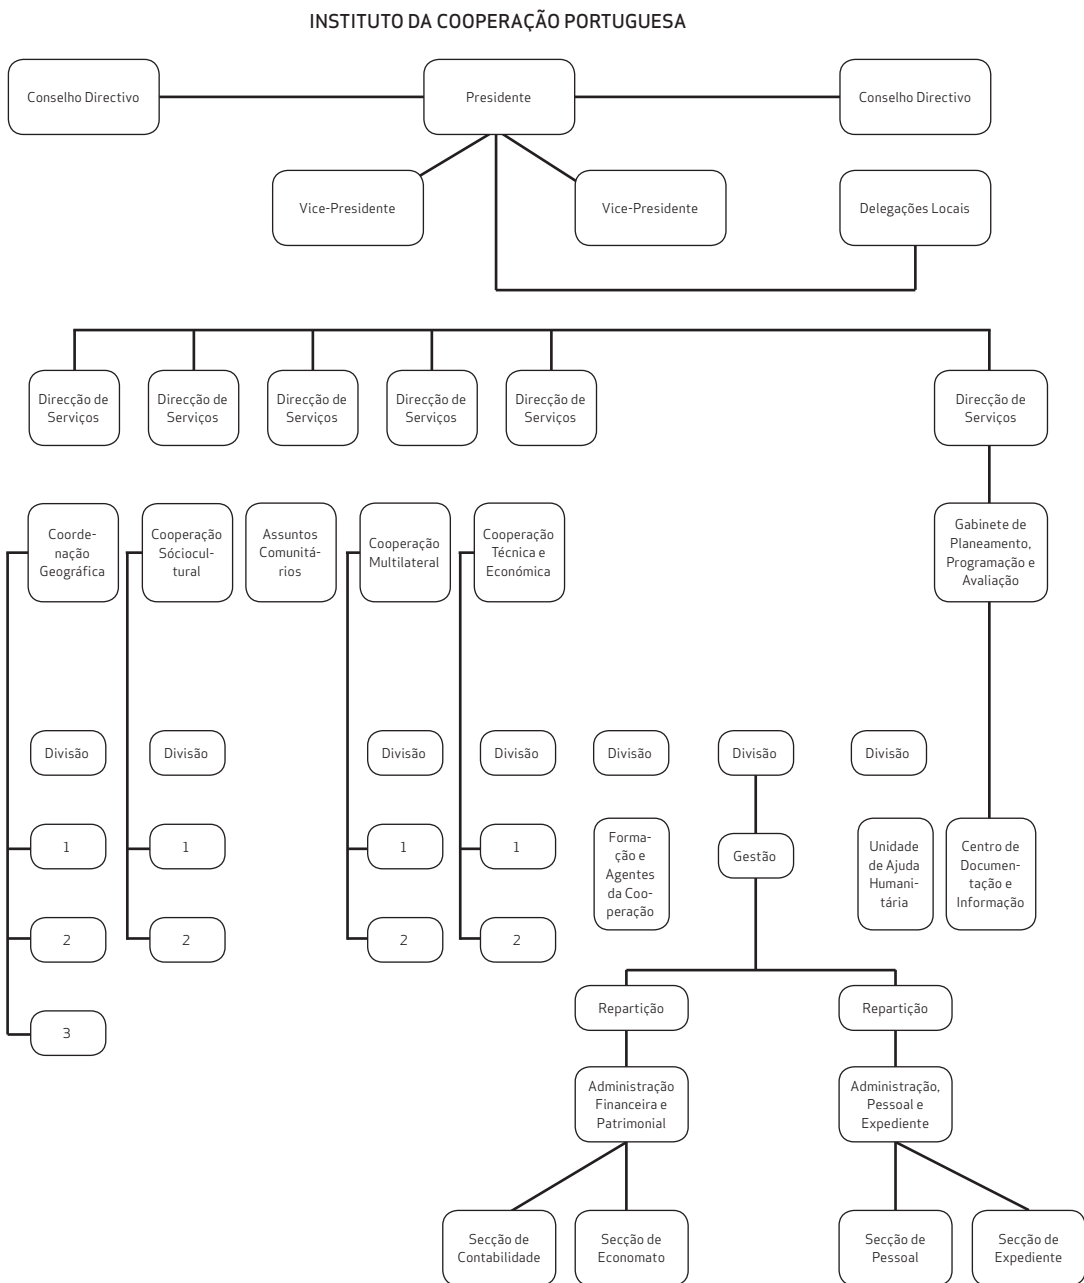 INSTITUTO DA COOPERAÇÃO PORTUGUESA
Conselho Directivo
Presidente
Conselho Directivo
Vice-Presidente
Vice-Presidente
Delegações Locais
Direcção de
Serviços
Direcção de
Serviços
Direcção de
Serviços
Direcção de
Serviços
Direcção de
Serviços
Direcção de
Serviços
Coorde-
nação
Geográfica
Cooperação
Sóciocul-
tural
Assuntos
Comunitá-
rios
Cooperação
Multilateral
Cooperação
Técnica e
Económica
Gabinete de
Planeamento,
Programação e
Avaliação
Divisão
Divisão
Divisão
Divisão
Divisão
Divisão
Divisão
1
1
1
1
Forma-
ção e
Agentes
da Coo-
peração
Gestão
Unidade
de Ajuda
Humani-
tária
Centro de
Documen-
tação e
Informação
2
2
2
2
3
Repartição
Repartição
Administração
Financeira e
Patrimonial
Administração,
Pessoal e
Expediente
Secção de
Contabilidade
Secção de
Economato
Secção de
Pessoal
Secção de
Expediente